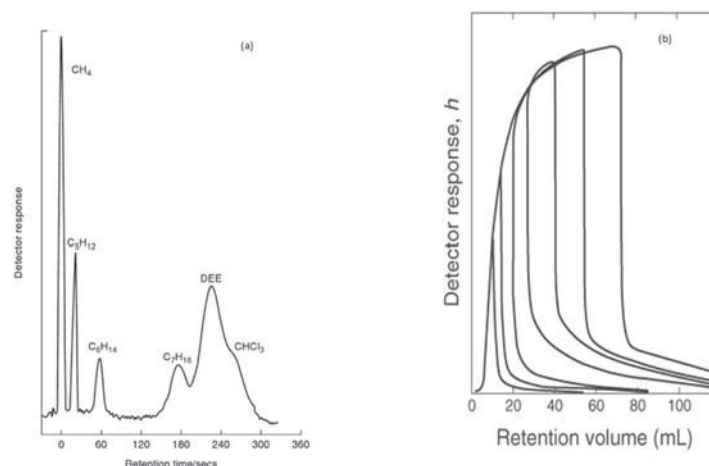 (a)
CH4
C5H12
C6H14
C7H16
DEE
CHCl3
Detector response
0 60 120 180 240 300 360
Retention time/secs
(b)
Detector response, h
0 20 40 60 80 100
Retention volume (mL)